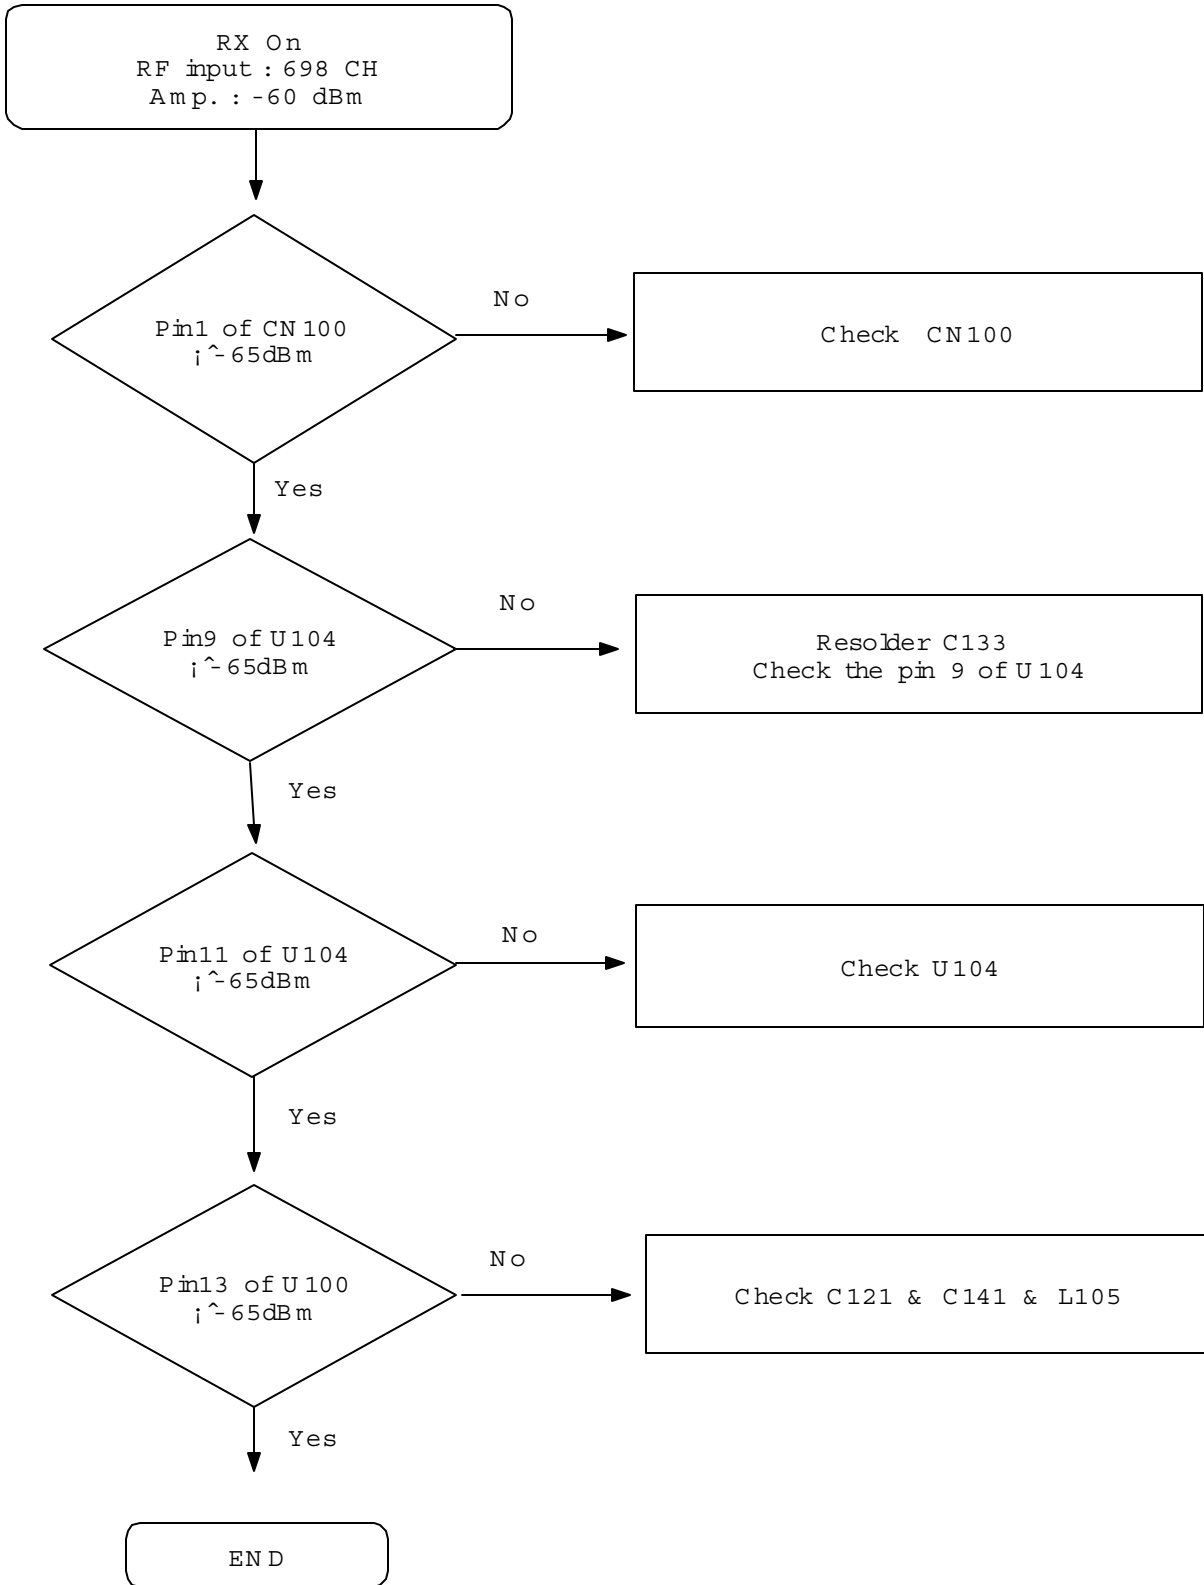 RX On
RF input : 698 CH
Amp. : -60 dBm
Pin1 of CN100
¡^-65dBm
No
Check CN100
Yes
Pin9 of U104
¡^-65dBm
No
Resolder C133
Check the pin 9 of U104
Yes
Pin11 of U104
¡^-65dBm
No
Check U104
Yes
Pin13 of U100
¡^-65dBm
No
Check C121 & C141 & L105
Yes
END